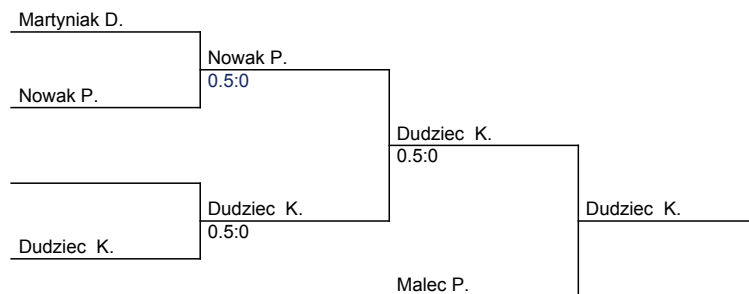 Martyniak D.
Nowak P.
0.5:0
Nowak P.
Dudziec  K.
0.5:0
Dudziec  K.
0.5:0
Dudziec  K.
Dudziec  K.
Malec P.